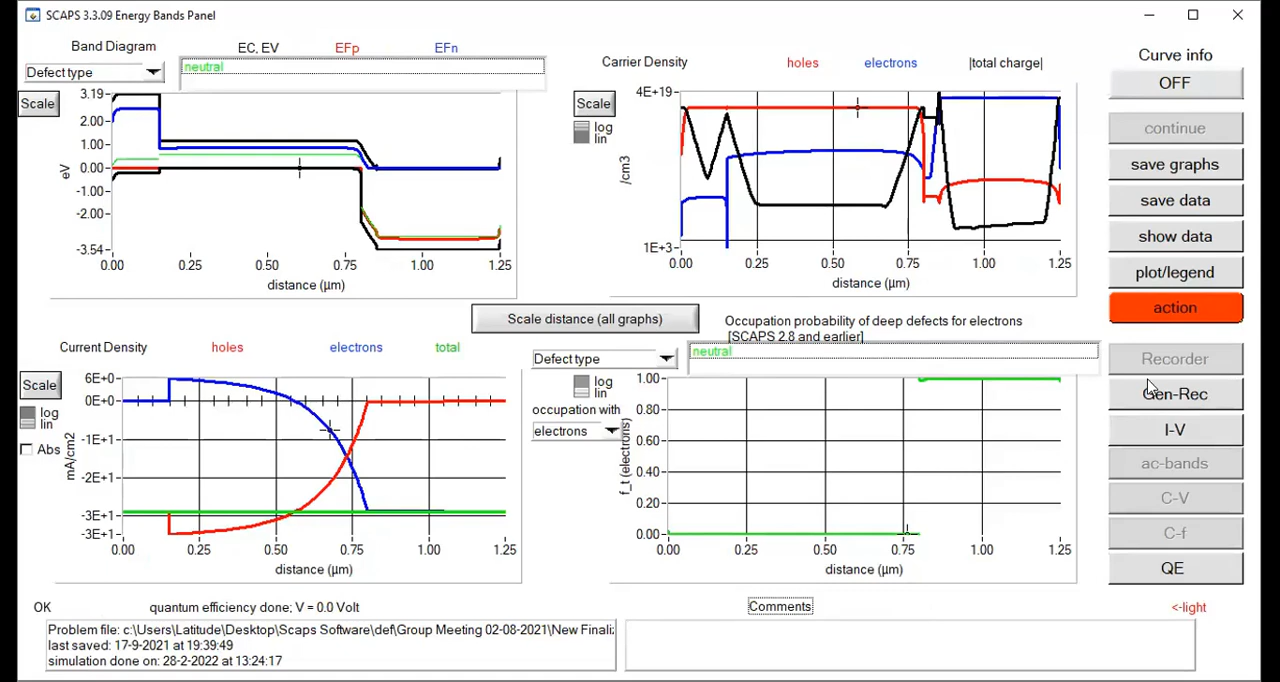 SCAPS 3.3.09 Energy Bands Panel
Band Diagram EC, EV EFp EFn
Defect type neutral
Scale
3.19
2.00
1.00
0.00
-1.00
-2.00
-3.54
eV
0.00 0.25 0.50 0.75 1.00 1.25
distance (µm)
Carrier Density holes electrons |total charge|
Scale
log
lin
4E+19
/cm3
1E+3
0.00 0.25 0.50 0.75 1.00 1.25
distance (µm)
Curve info
OFF
continue
save graphs
save data
show data
plot/legend
action
Recorder
Gen-Rec
I-V
ac-bands
C-V
C-f
QE
<-light
Scale distance (all graphs)
Current Density holes electrons total
Scale
log
lin
Abs
6E+0
0E+0
-1E+1
-2E+1
-3E+1
-3E+1
mA/cm2
0.00 0.25 0.50 0.75 1.00 1.25
distance (µm)
Occupation probability of deep defects for electrons
[SCAPS 2.8 and earlier]
Defect type neutral
log
lin
occupation with
electrons
1.00
0.80
0.60
0.40
0.20
0.00
f_t (electrons)
0.00 0.25 0.50 0.75 1.00 1.25
distance (µm)
OK quantum efficiency done; V = 0.0 Volt
Comments
Problem file: c:\Users\Latitude\Desktop\Scaps Software\def\Group Meeting 02-08-2021\New Finaliz
last saved: 17-9-2021 at 19:39:49
simulation done on: 28-2-2022 at 13:24:17